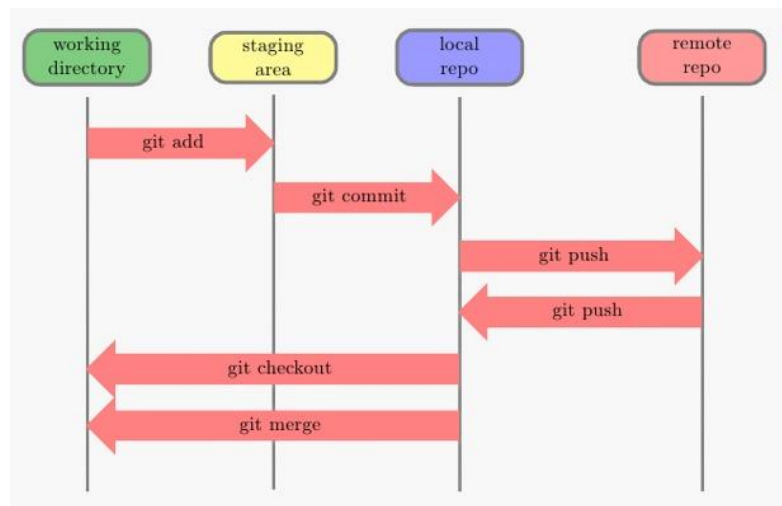 working
directory
staging
area
local
repo
remote
repo
git add
git commit
git push
git push
git checkout
git merge